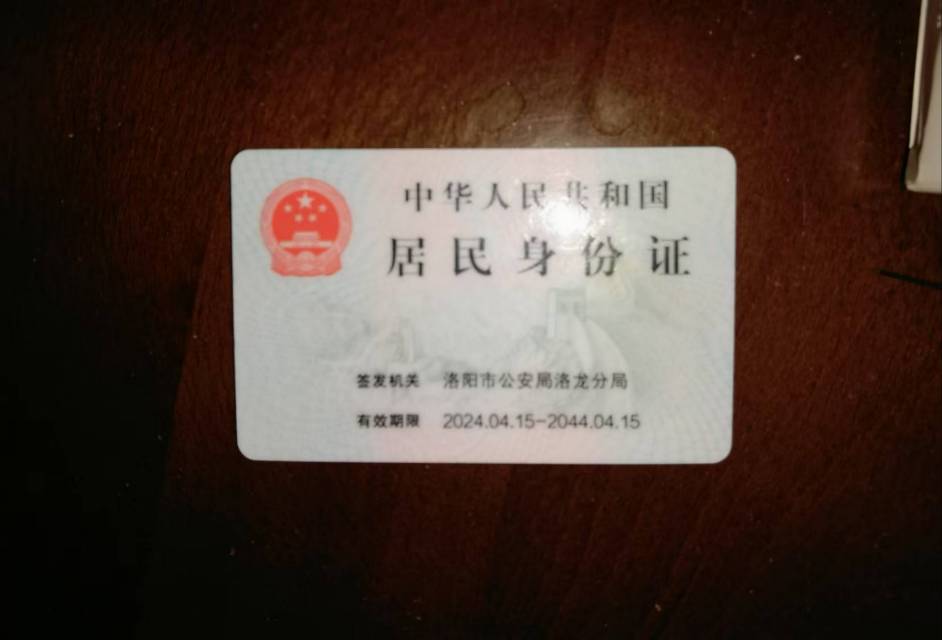 中华人民共和国
居民身份证
签发机关 洛阳市公安局洛龙分局
有效期限 2024.04.15-2044.04.15